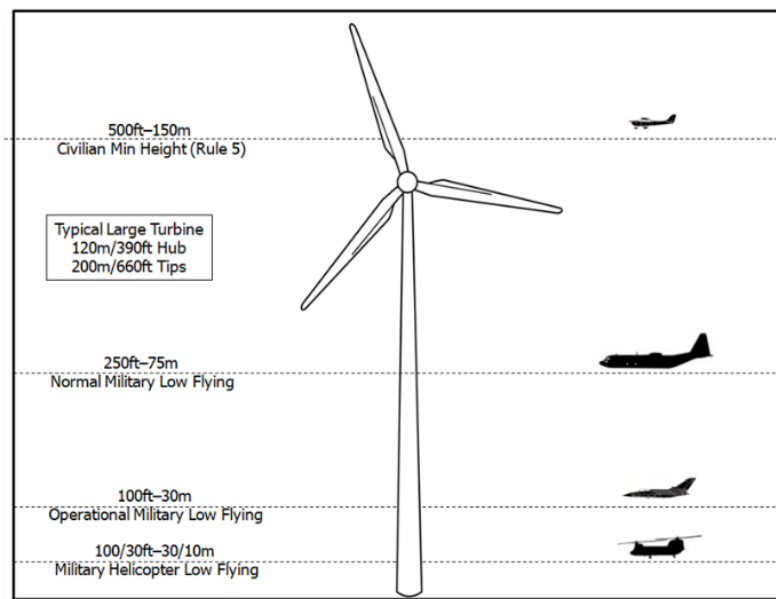 500ft–150m
Civilian Min Height (Rule 5)
Typical Large Turbine
120m/390ft Hub
200m/660ft Tips
250ft–75m
Normal Military Low Flying
100ft–30m
Operational Military Low Flying
100/30ft–30/10m
Military Helicopter Low Flying